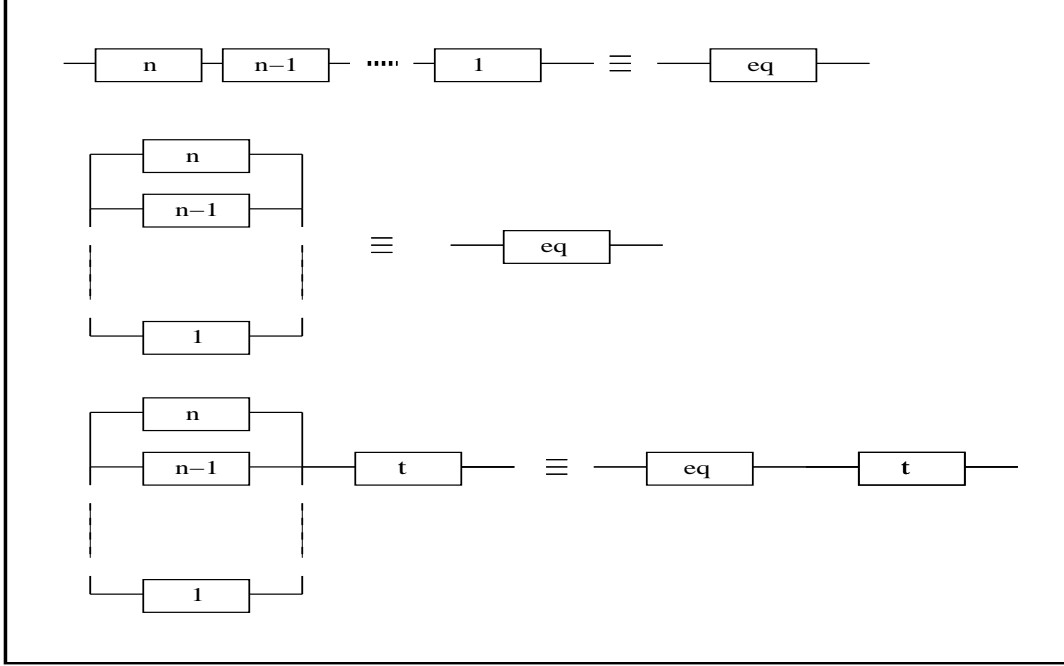 n n−1 1 ≡ eq
n
n−1
≡ eq
1
n
n−1 t ≡ eq t
1